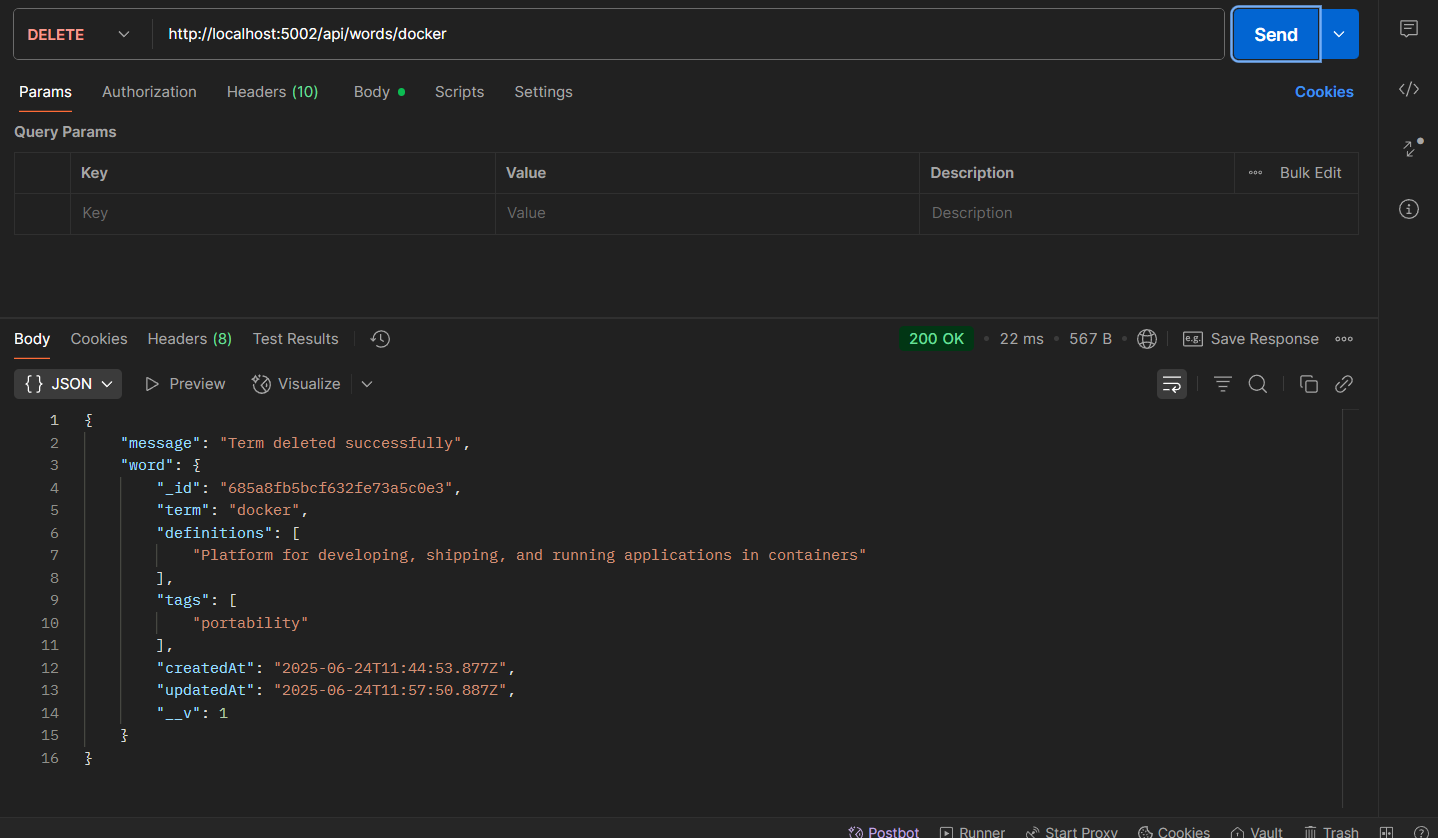 DELETE http://localhost:5002/api/words/docker Send
Params Authorization Headers (10) Body Scripts Settings Cookies
Query Params
Key Value Description Bulk Edit
Key Value Description
Body Cookies Headers (8) Test Results 200 OK • 22 ms • 567 B • e.g. Save Response
{} JSON Preview Visualize
1 {
2 "message": "Term deleted successfully",
3 "word": {
4 "_id": "685a8fb5bcf632fe73a5c0e3",
5 "term": "docker",
6 "definitions": [
7 "Platform for developing, shipping, and running applications in containers"
8 ],
9 "tags": [
10 "portability"
11 ],
12 "createdAt": "2025-06-24T11:44:53.877Z",
13 "updatedAt": "2025-06-24T11:57:50.887Z",
14 "__v": 1
15 }
16 }
Postbot Runner Start Proxy Cookies Vault Trash